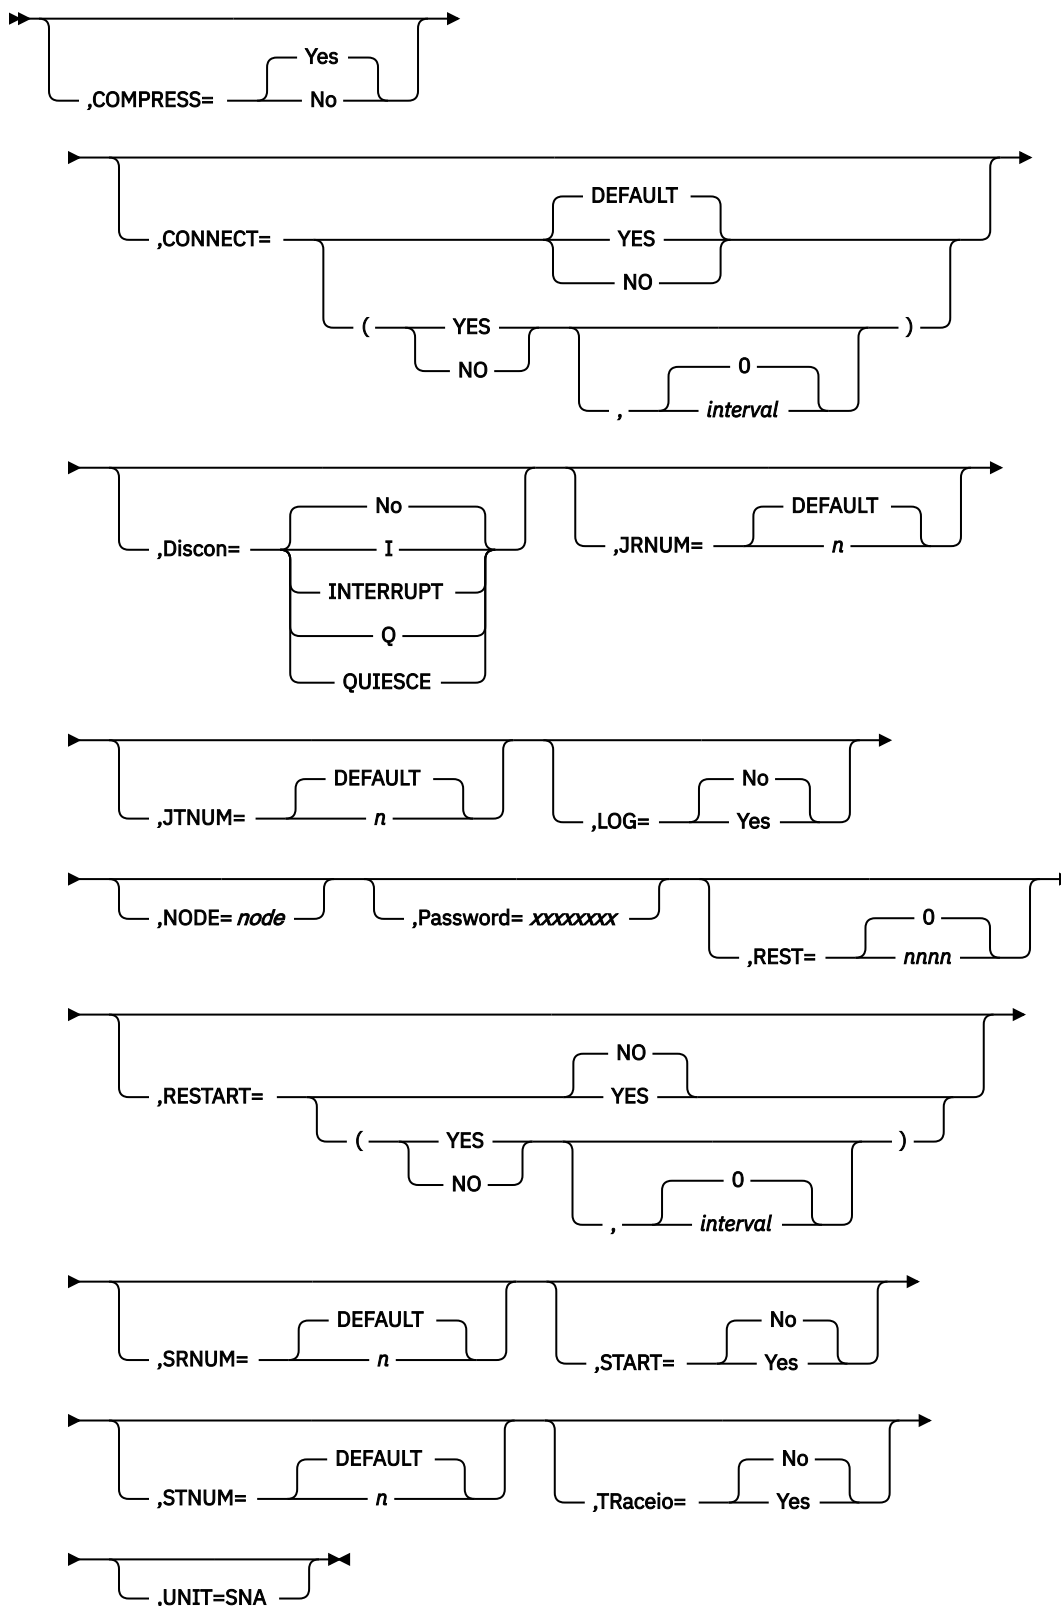 Yes
,COMPRESS= No
DEFAULT
,CONNECT= YES
NO
( YES )
NO 0
, interval
No DEFAULT
,Discon= I ,JRNUM= n
INTERRUPT
Q
QUIESCE
DEFAULT No
,JTNUM= n ,LOG= Yes
,NODE= node ,Password= xxxxxxxx 0
,REST= nnnn
NO
,RESTART= YES
( YES )
NO 0
, interval
DEFAULT No
,SRNUM= n ,START= Yes
DEFAULT No
,STNUM= n ,TRaceio= Yes
,UNIT=SNA